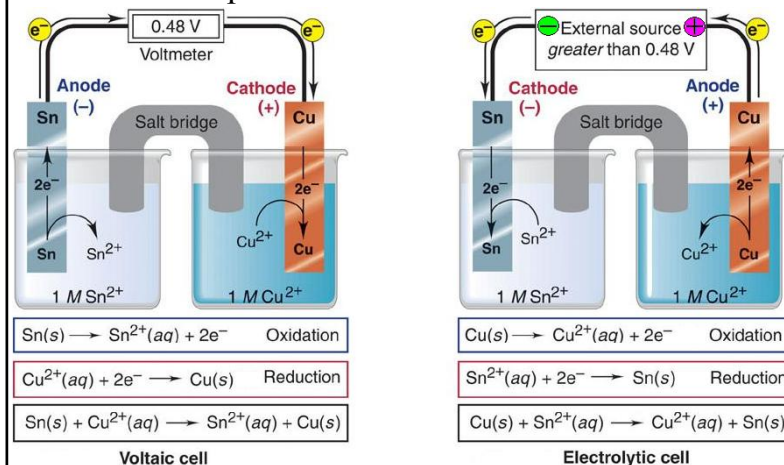 e⁻
0.48 V
e⁻
Voltmeter
Anode
(−)
Cathode
(+)
Sn
Cu
Salt bridge
2e⁻
2e⁻
Sn
Sn²⁺
Cu²⁺
Cu
1 M Sn²⁺
1 M Cu²⁺
Sn(s) → Sn²⁺(aq) + 2e⁻ Oxidation
Cu²⁺(aq) + 2e⁻ → Cu(s) Reduction
Sn(s) + Cu²⁺(aq) → Sn²⁺(aq) + Cu(s)
Voltaic cell
e⁻
− External source +
greater than 0.48 V
e⁻
Cathode
(−)
Anode
(+)
Sn
Cu
Salt bridge
2e⁻
2e⁻
Sn²⁺
Sn
Cu²⁺
Cu
1 M Sn²⁺
1 M Cu²⁺
Cu(s) → Cu²⁺(aq) + 2e⁻ Oxidation
Sn²⁺(aq) + 2e⁻ → Sn(s) Reduction
Cu(s) + Sn²⁺(aq) → Cu²⁺(aq) + Sn(s)
Electrolytic cell